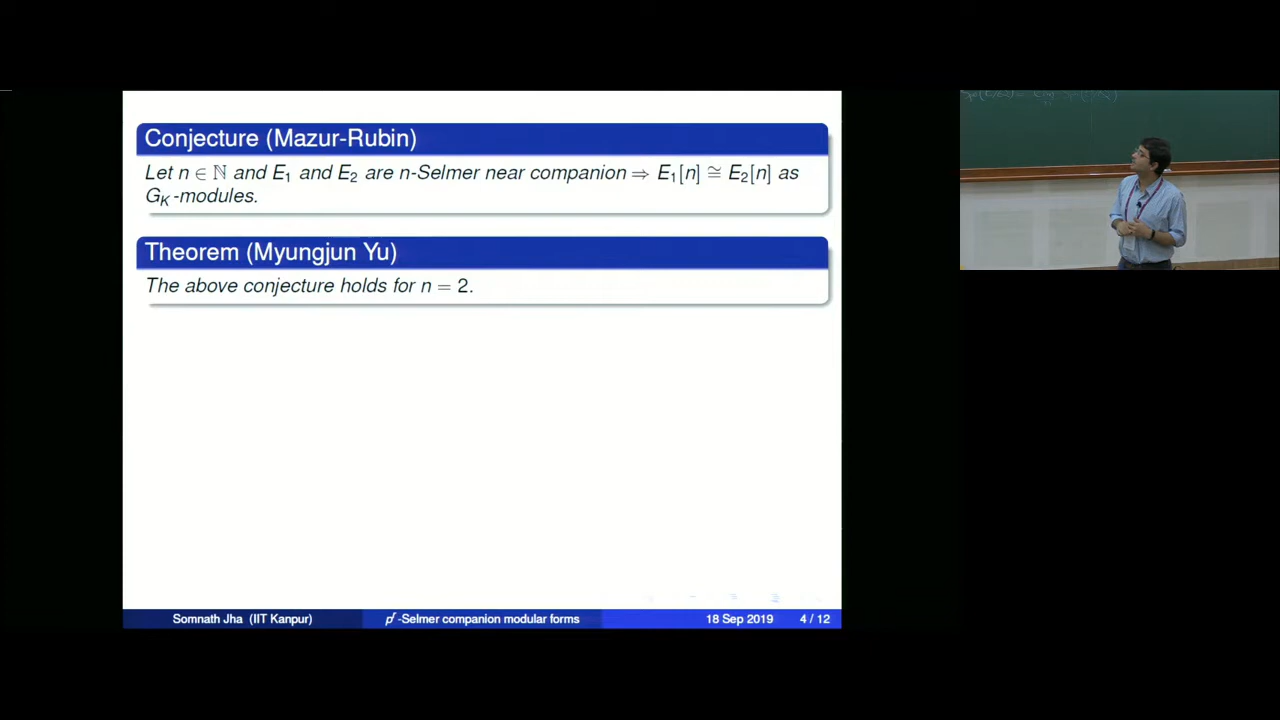 Conjecture (Mazur-Rubin)
Let n ∈ ℕ and E₁ and E₂ are n-Selmer near companion ⇒ E₁[n] ≅ E₂[n] as
G_K-modules.
Theorem (Myungjun Yu)
The above conjecture holds for n = 2.
Somnath Jha (IIT Kanpur) pʳ-Selmer companion modular forms 18 Sep 2019 4 / 12